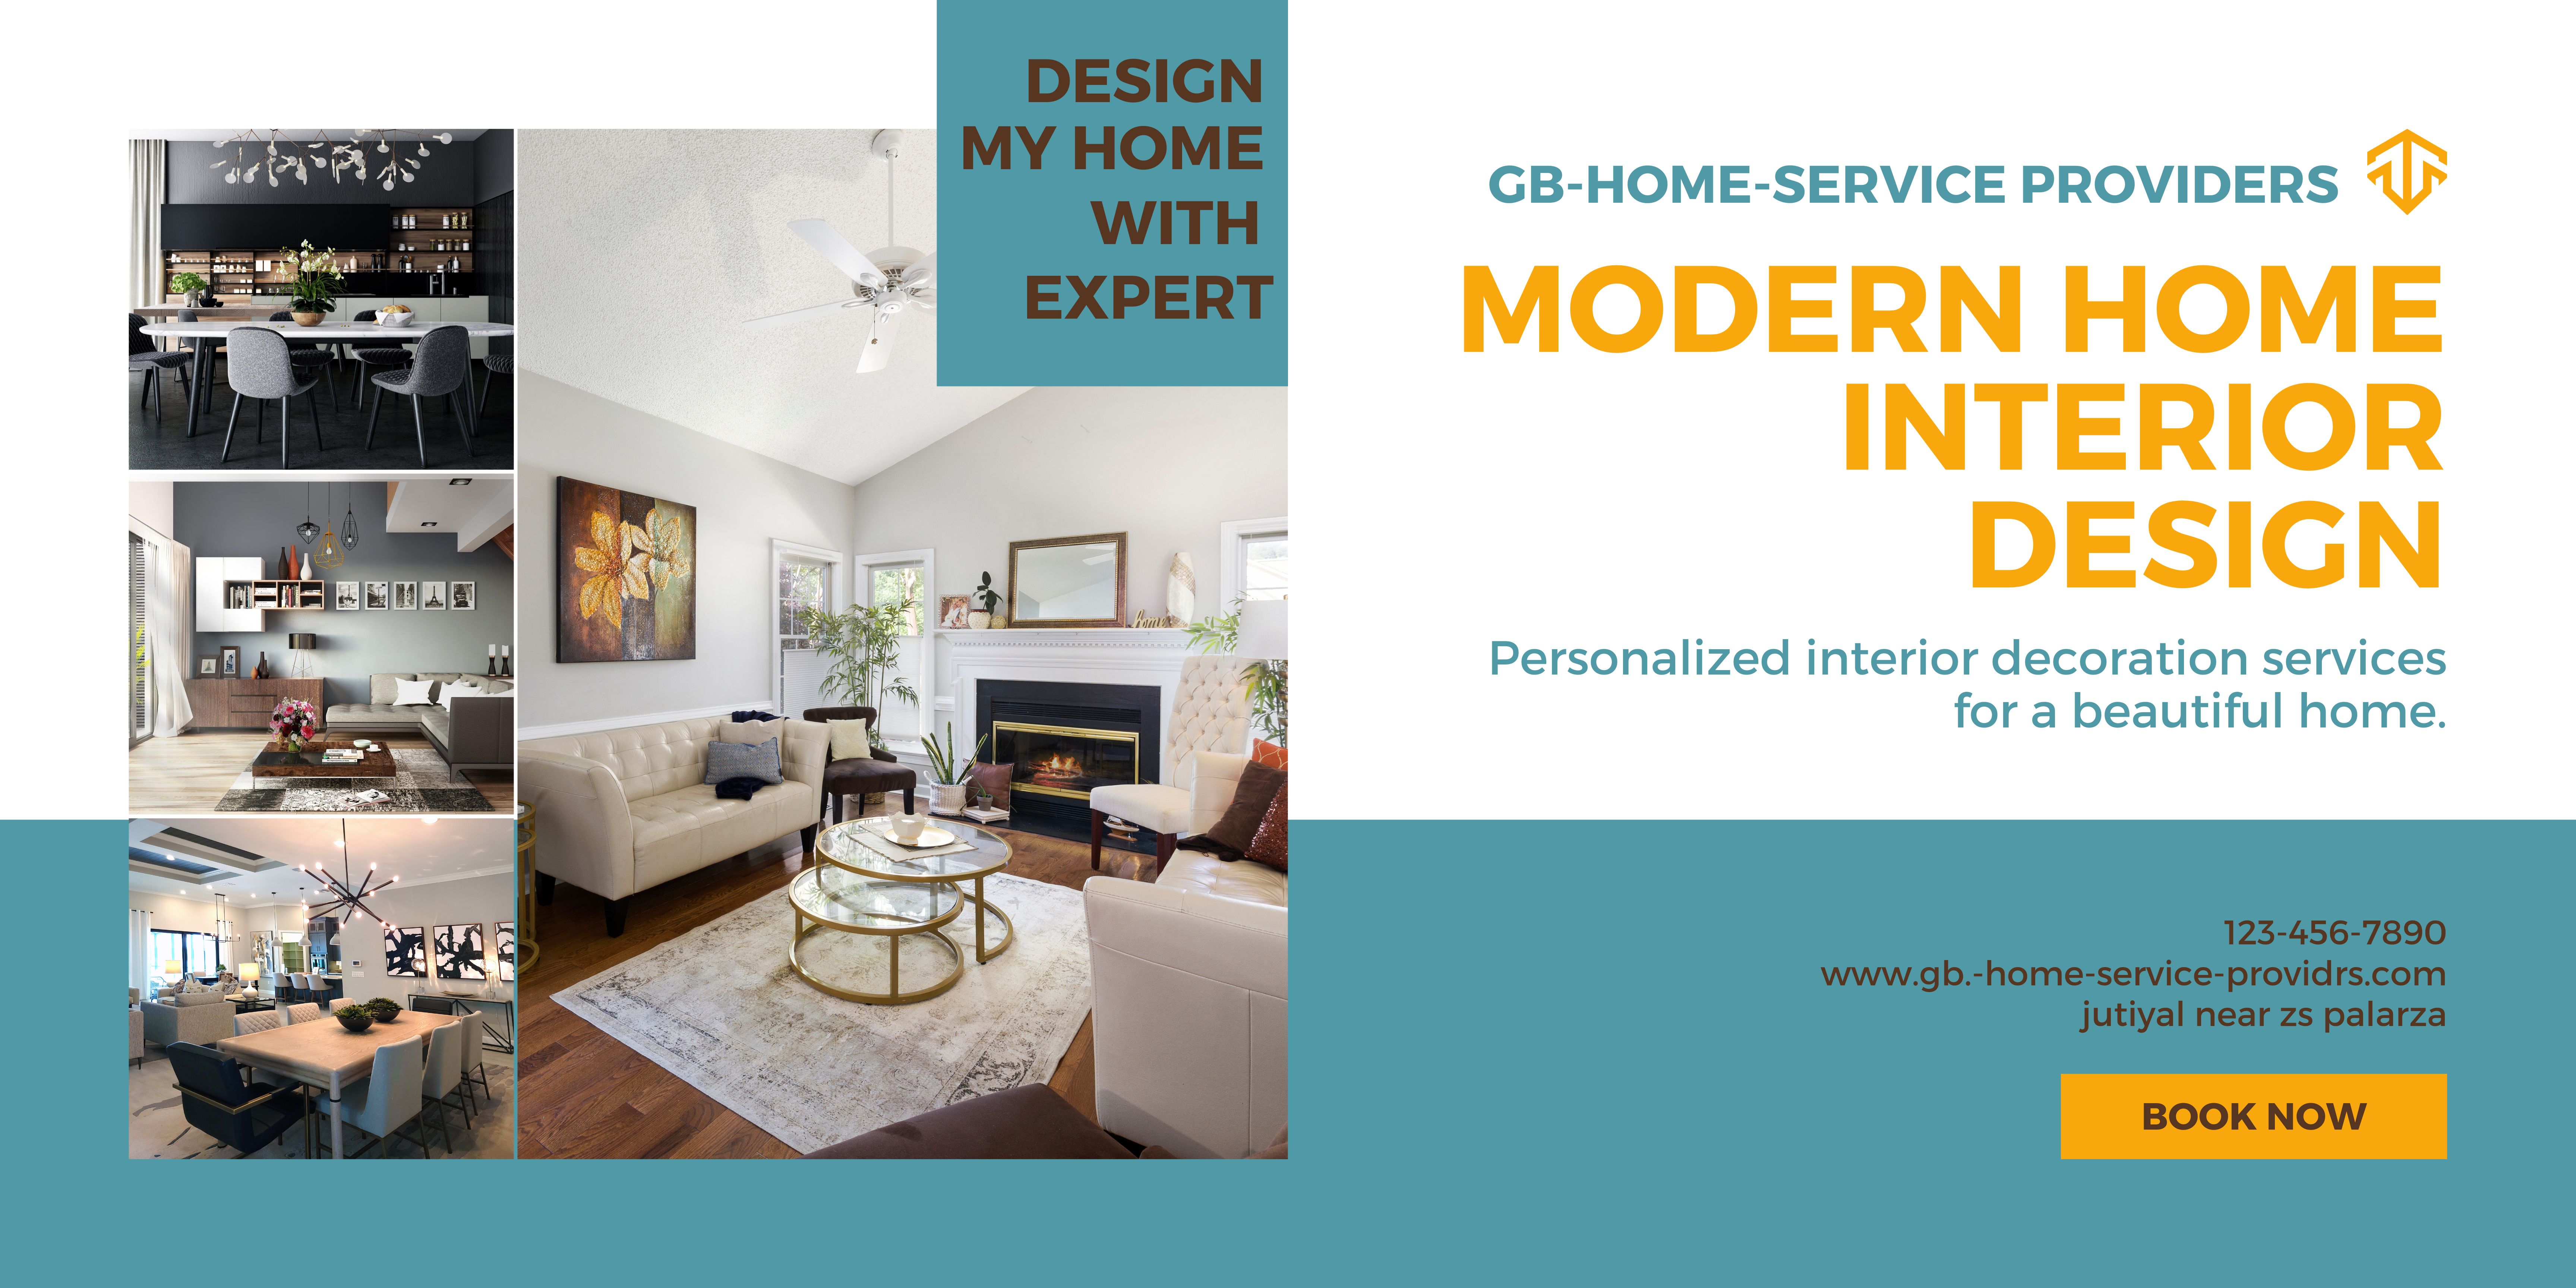 DESIGN
MY HOME
WITH
EXPERT
GB-HOME-SERVICE PROVIDERS
MODERN HOME
INTERIOR
DESIGN
Personalized interior decoration services
for a beautiful home.
123-456-7890
www.gb.-home-service-providrs.com
jutiyal near zs palarza
BOOK NOW
home